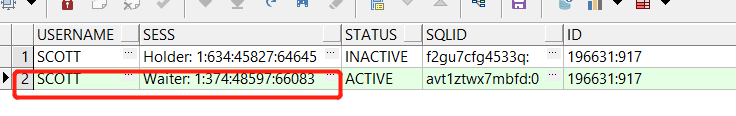 USERNAME SESS STATUS SQLID ID
1 SCOTT Holder: 1:634:45827:64645 INACTIVE f2gu7cfg4533q: 196631:917
2 SCOTT Waiter: 1:374:48597:66083 ACTIVE avt1ztwx7mbfd:0 196631:917